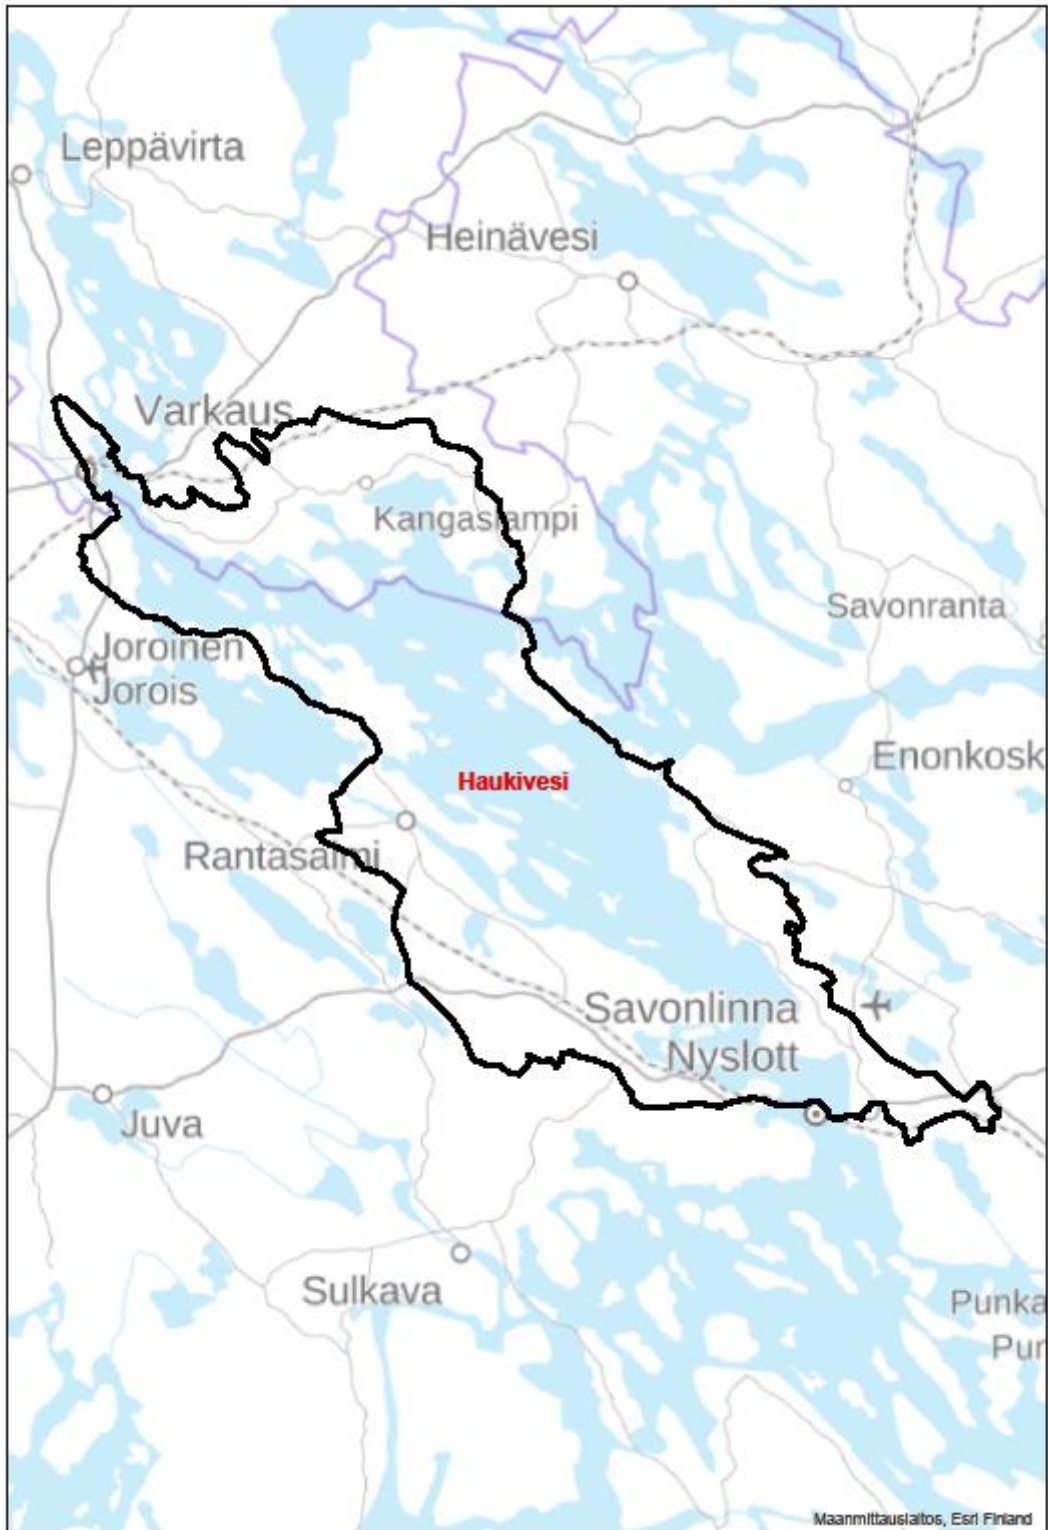 Leppävirta
Heinävesi
Varkaus
Kangaslampi
Savonranta
Joroinen
Jorois
Enonkosk
Haukivesi
Rantasalmi
Savonlinna
Nyslott
Juva
Sulkava
Punka
Pur
Maanmittauslaitos, Esri Finland